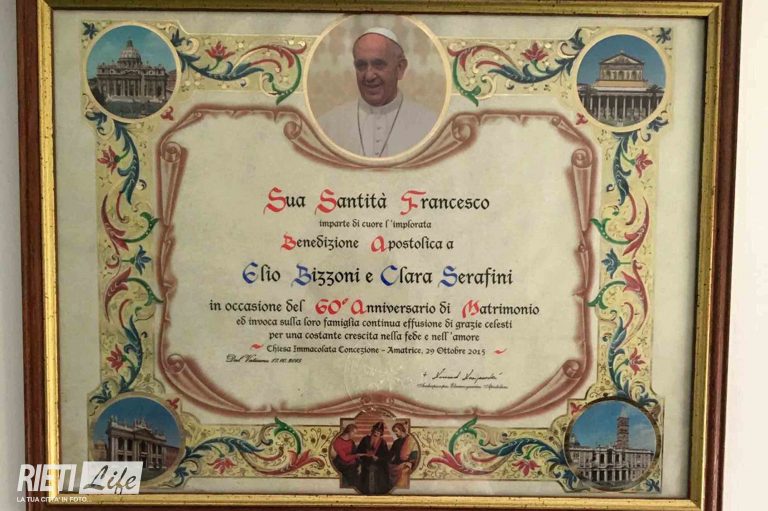 Sua Santità Francesco
imparte di cuore l'implorata
Benedizione Apostolica a
Elio Bizzoni e Clara Serafini
in occasione del 60° Anniversario di Matrimonio
ed invoca sulla loro famiglia continua effusione di grazie celesti
per una costante crescita nella fede e nell'amore
~ Chiesa Immacolata Concezione - Amatrice, 29 Ottobre 2015 ~
Dal Vaticano
RIETI Life
LA TUA CITTA' IN FOTO...